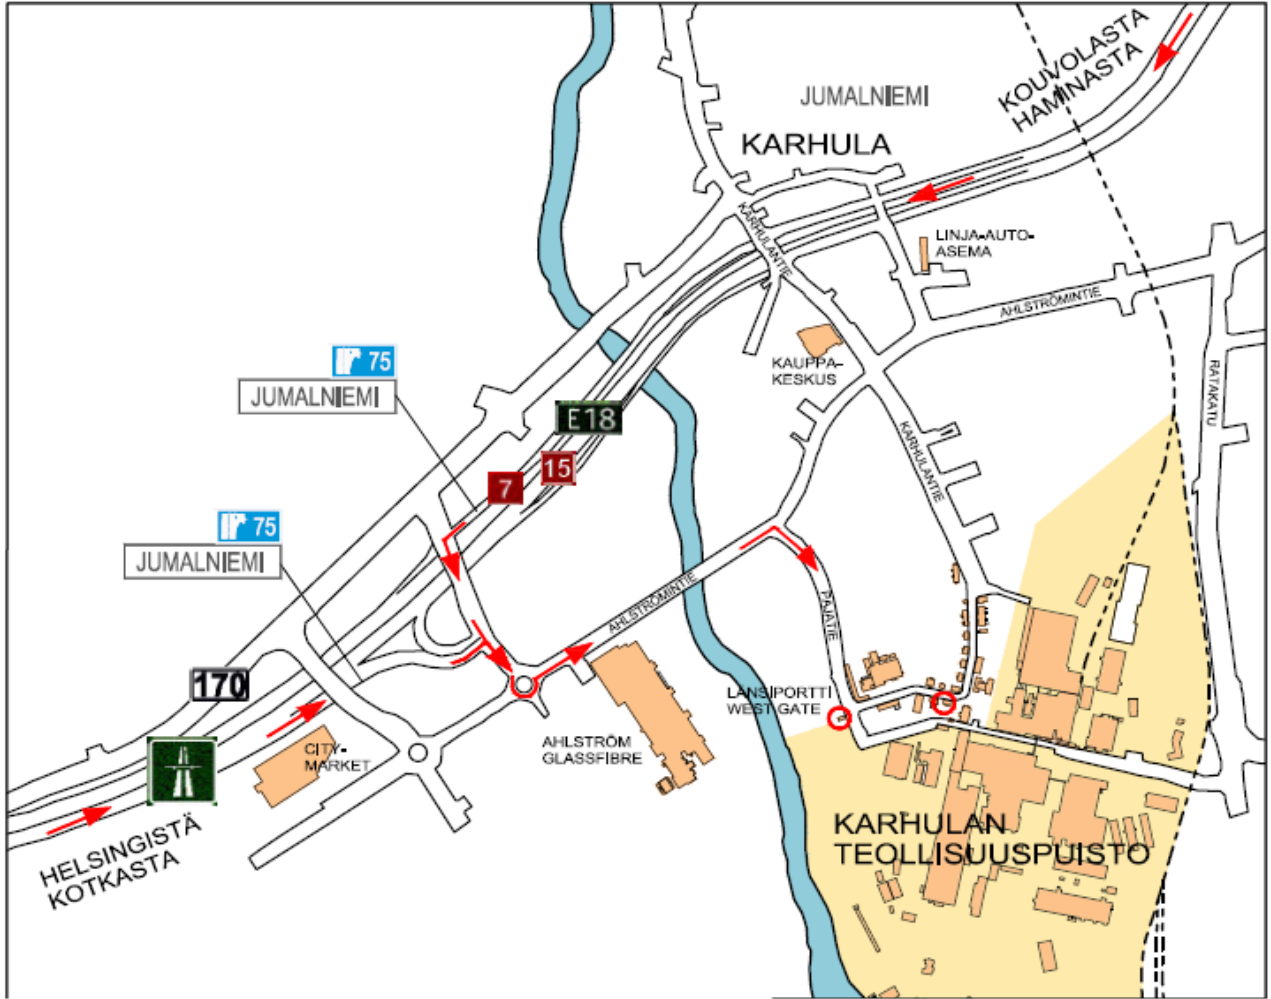 KOUVOLASTA
HAMINASTA
JUMALNIEMI
KARHULA
KARHULANTIE
LINJA-AUTO-
ASEMA
AHLSTRÖMINTIE
KAUPPA-
KESKUS
RATAKATU
75
JUMALNIEMI
E18
15
7
KARHULANTIE
75
JUMALNIEMI
AHLSTRÖMINTIE
PAJATIE
170
LÄNSIPORTTI
WEST GATE
CITY-
MARKET
AHLSTRÖM
GLASSFIBRE
HELSINGISTÄ
KOTKASTA
KARHULAN
TEOLLISUUSPUISTO